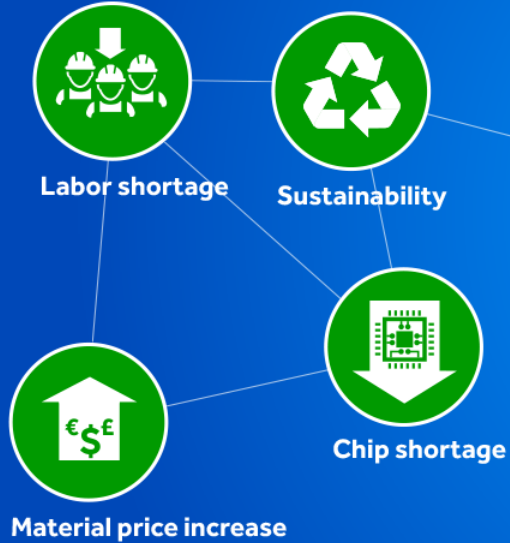 Labor shortage
Sustainability
Chip shortage
€$£
Material price increase